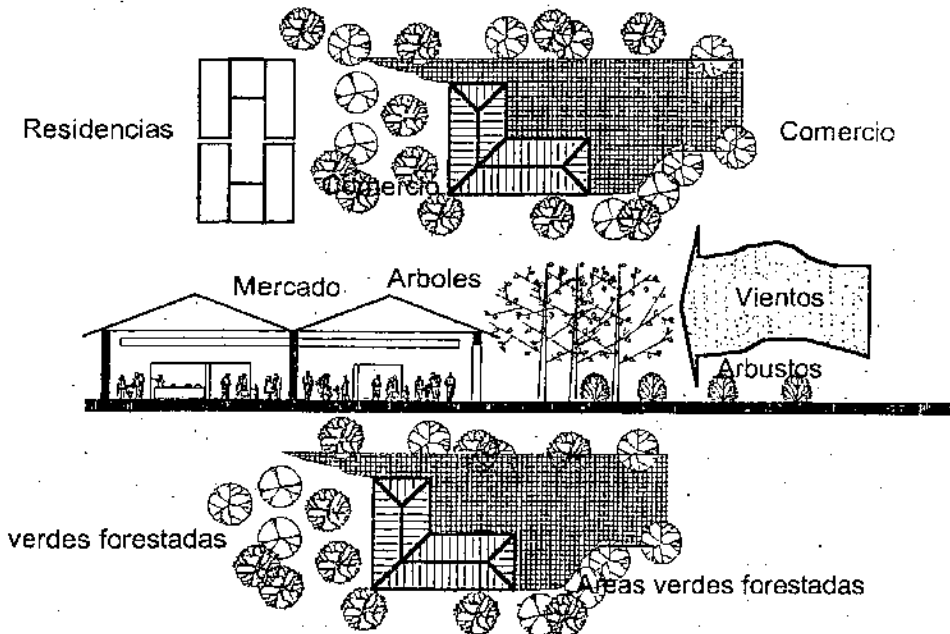 Residencias
Comercio
Comercio
Mercado
Arboles
Vientos
Arbustos
verdes forestadas
Areas verdes forestadas